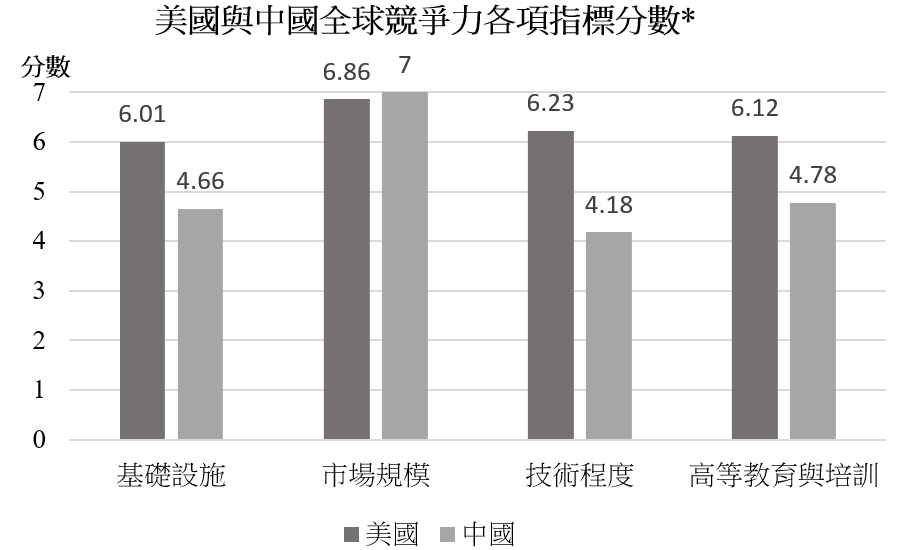 美國與中國全球競爭力各項指標分數*
分數
7
6
5
4
3
2
1
0
6.01
4.66
6.86
7
6.23
4.18
6.12
4.78
基礎設施
市場規模
技術程度
高等教育與培訓
美國 中國